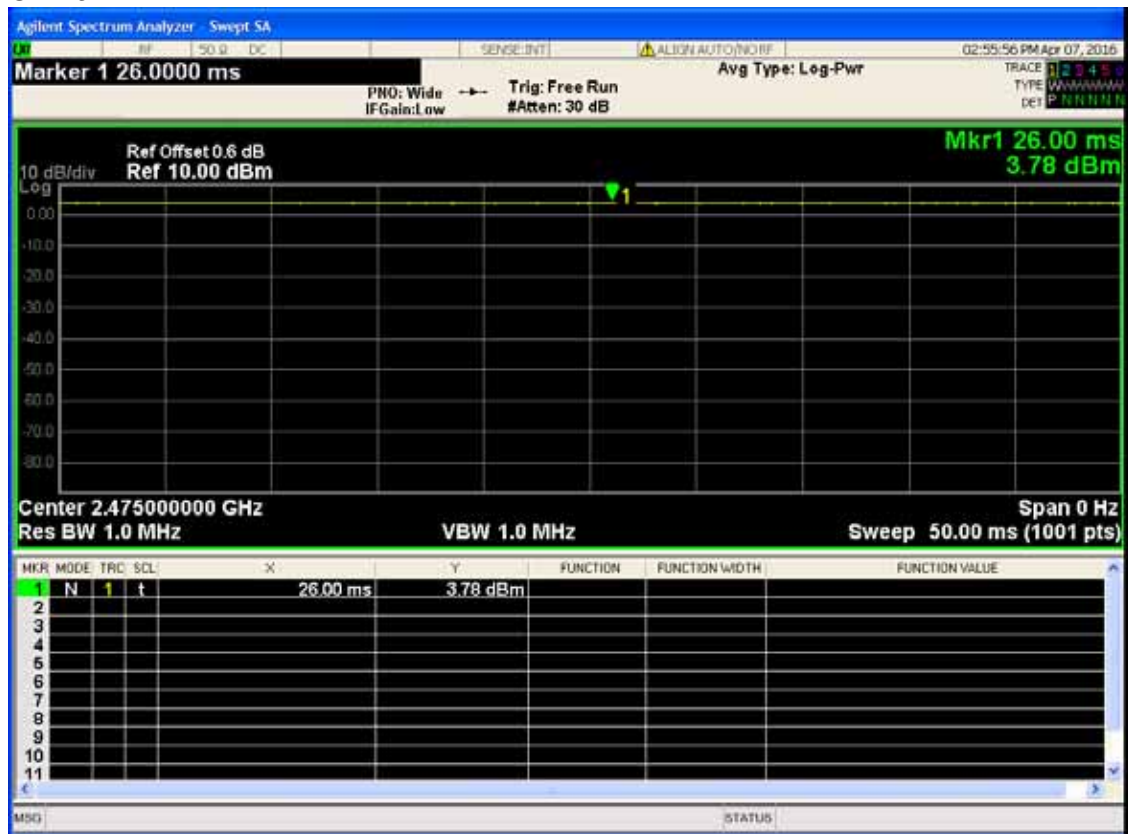 Agilent Spectrum Analyzer - Swept SA
RF 50 Ω DC SENSE:INT ALIGN AUTO/NO RF 02:55:56 PM Apr 07, 2016
Marker 1 26.0000 ms
PNO: Wide
IFGain:Low
Trig: Free Run
#Atten: 30 dB
Avg Type: Log-Pwr
TRACE 1 2 3 4 5 6
TYPE
DET P N N N N N
Mkr1 26.00 ms
3.78 dBm
Ref Offset 0.6 dB
10 dB/div Ref 10.00 dBm
Log
1
0.00
-10.0
-20.0
-30.0
-40.0
-50.0
-60.0
-70.0
-80.0
Center 2.475000000 GHz Span 0 Hz
Res BW 1.0 MHz VBW 1.0 MHz Sweep 50.00 ms (1001 pts)
MKR MODE TRC SCL X Y FUNCTION FUNCTION WIDTH FUNCTION VALUE
1 N 1 t 26.00 ms 3.78 dBm
2
3
4
5
6
7
8
9
10
11
MSG STATUS